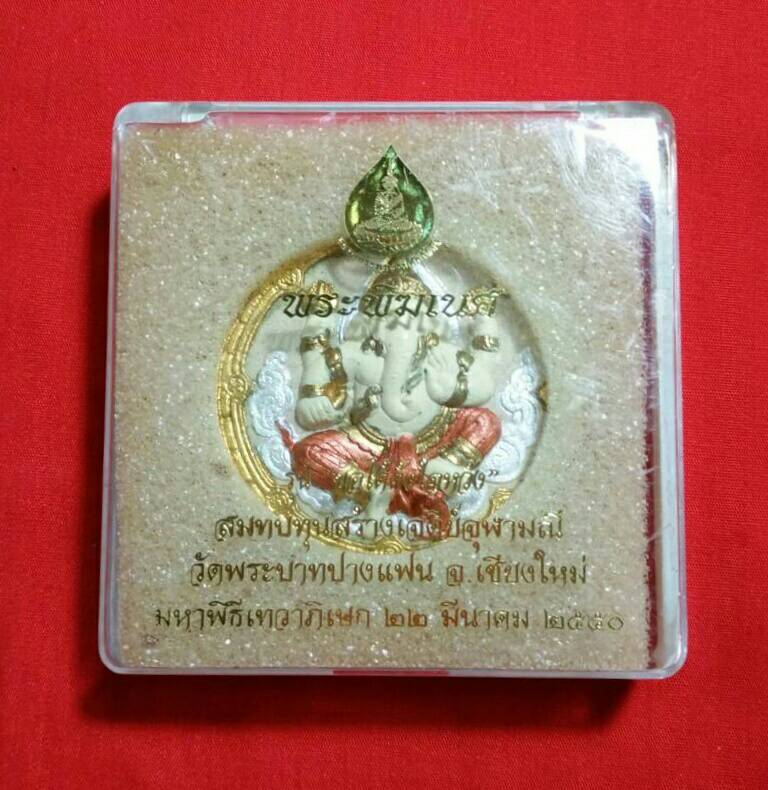 พระพิฆเนศ
รุ่น
สมทบทุนสร้างเจดีย์จุฬามณี
วัดพระบาทปางแฟน จ.เชียงใหม่
มหาพิธีเทวาภิเษก ๒๒ มีนาคม ๒๕๕๐